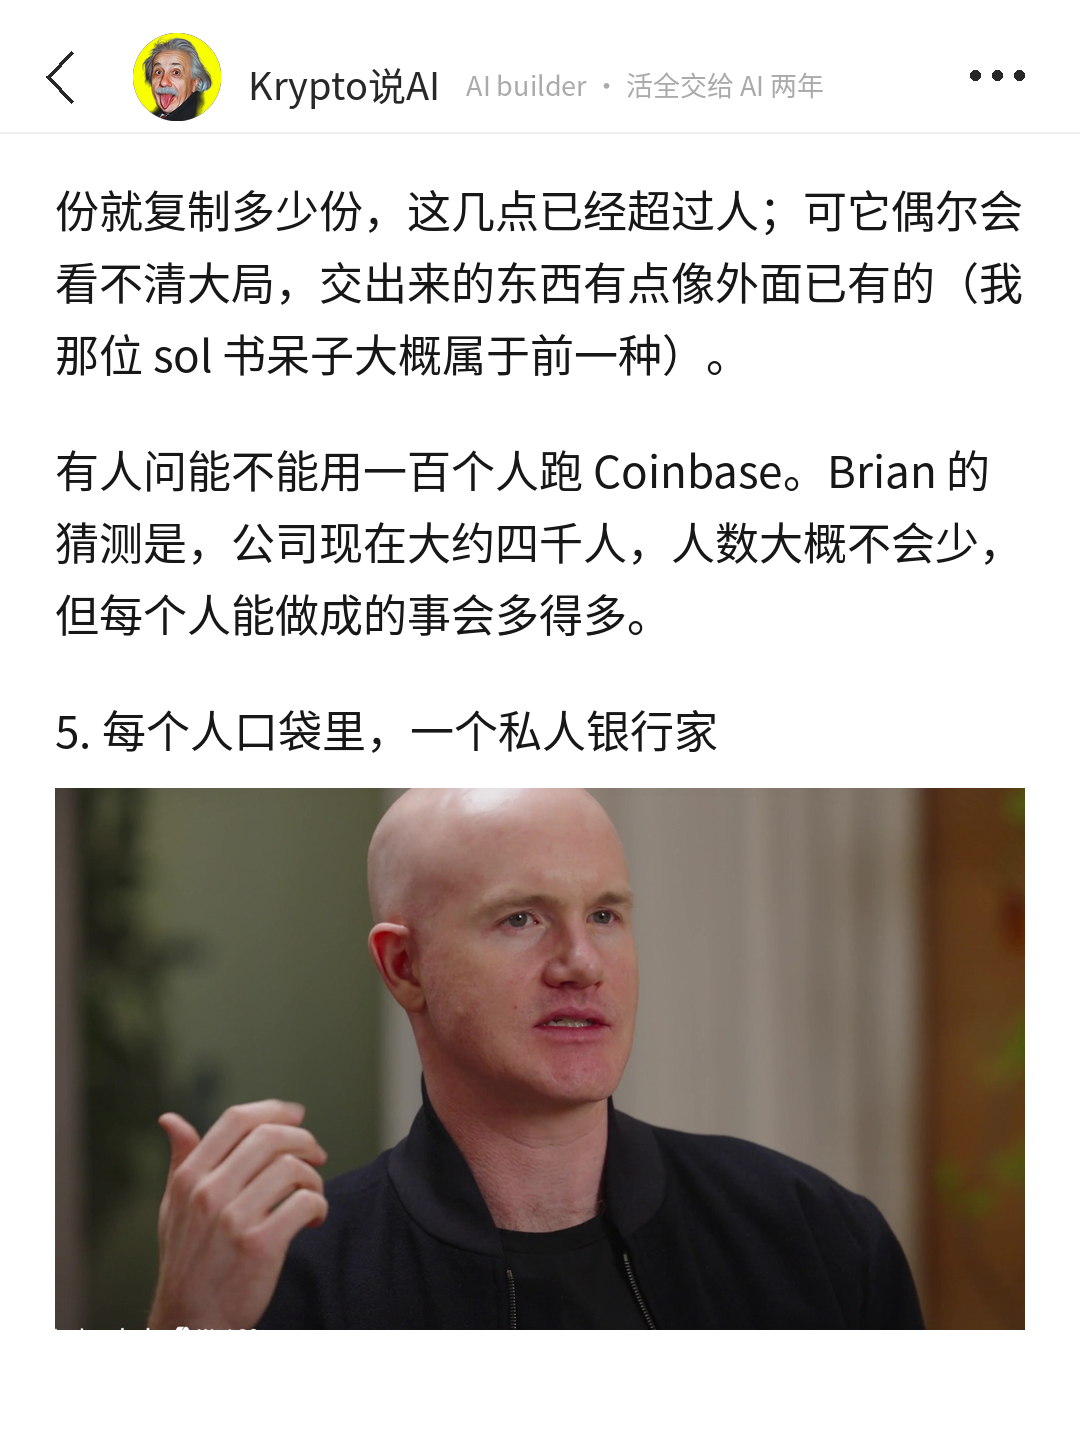 Krypto说AI AI builder · 活全交给 AI 两年
份就复制多少份，这几点已经超过人；可它偶尔会
看不清大局，交出来的东西有点像外面已有的（我
那位 sol 书呆子大概属于前一种）。
有人问能不能用一百个人跑 Coinbase。Brian 的
猜测是，公司现在大约四千人，人数大概不会少，
但每个人能做成的事会多得多。
5. 每个人口袋里，一个私人银行家